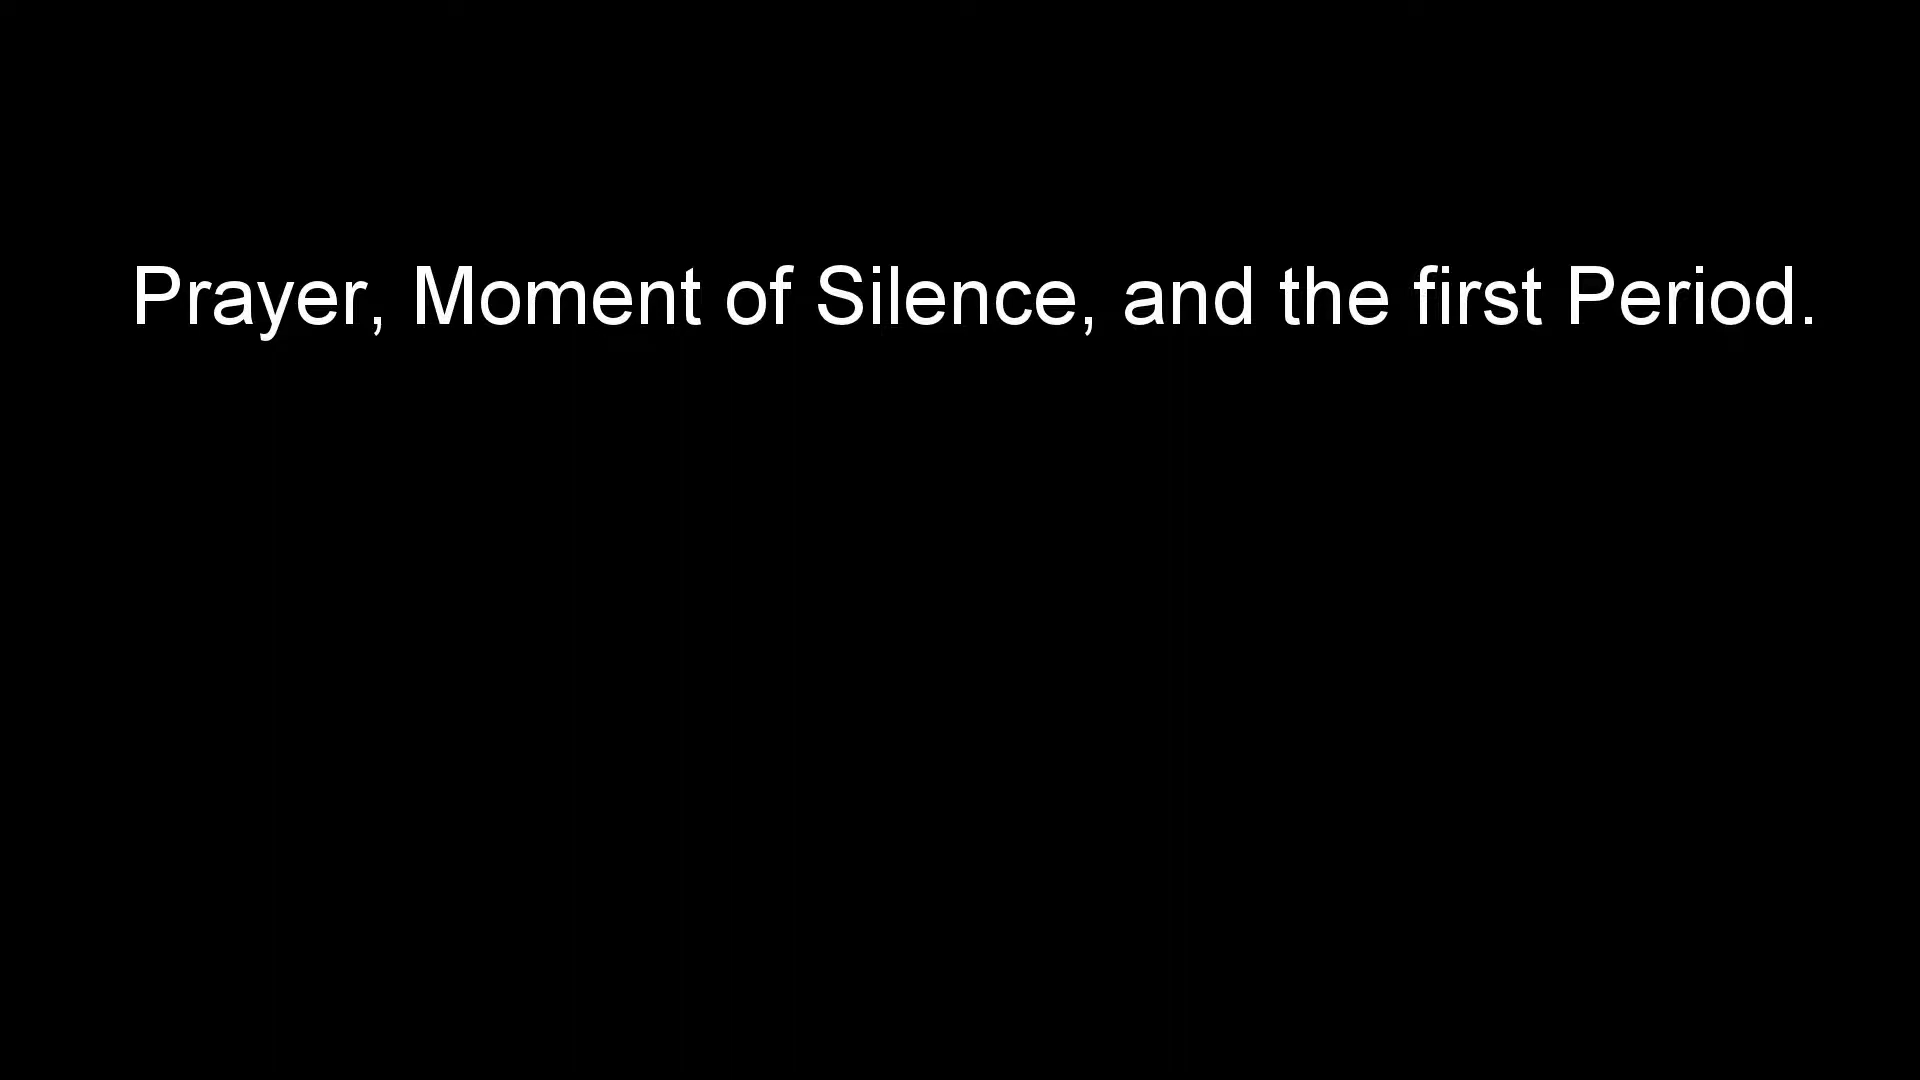 Prayer, Moment of Silence, and the first Period.